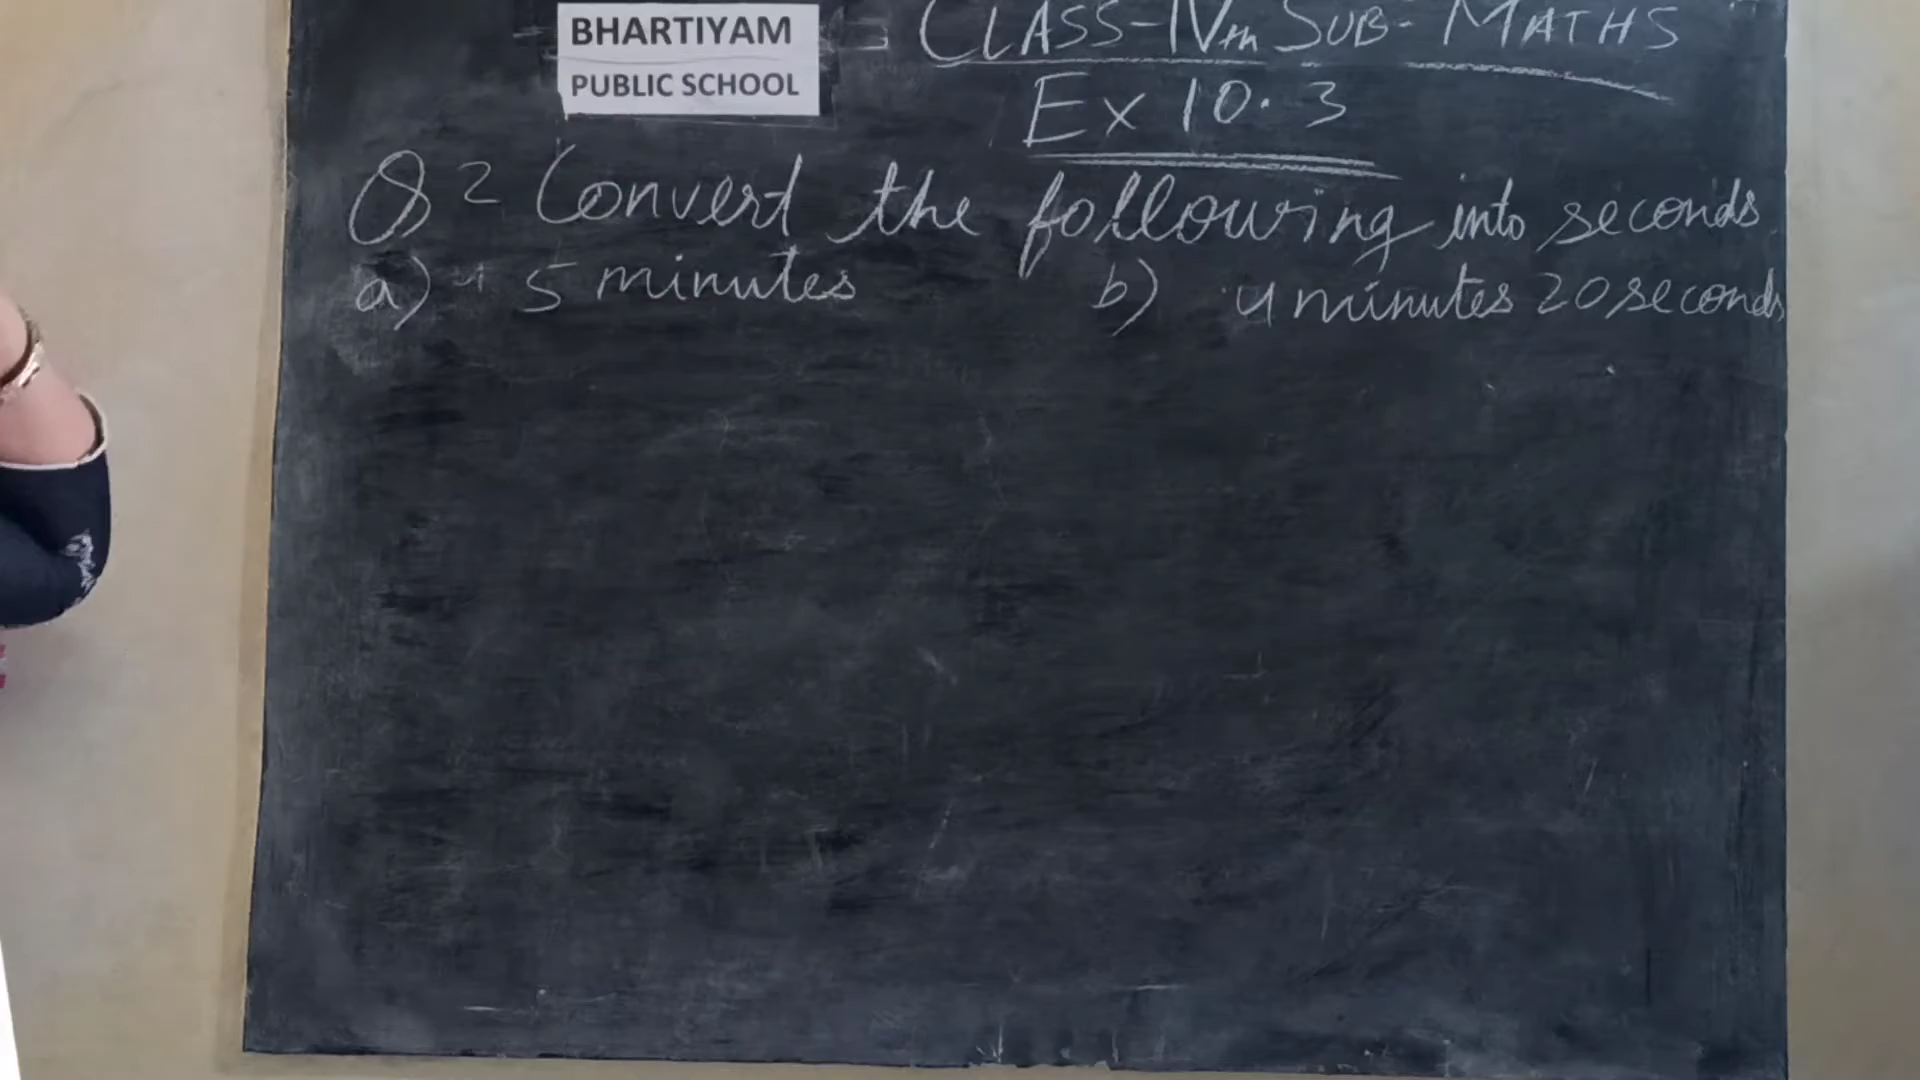 BHARTIYAM
PUBLIC SCHOOL
CLASS-IVth SUB- MATHS
Ex 10.3
Q2 Convert the following into seconds
a) 5 minutes b) 4 minutes 20 seconds